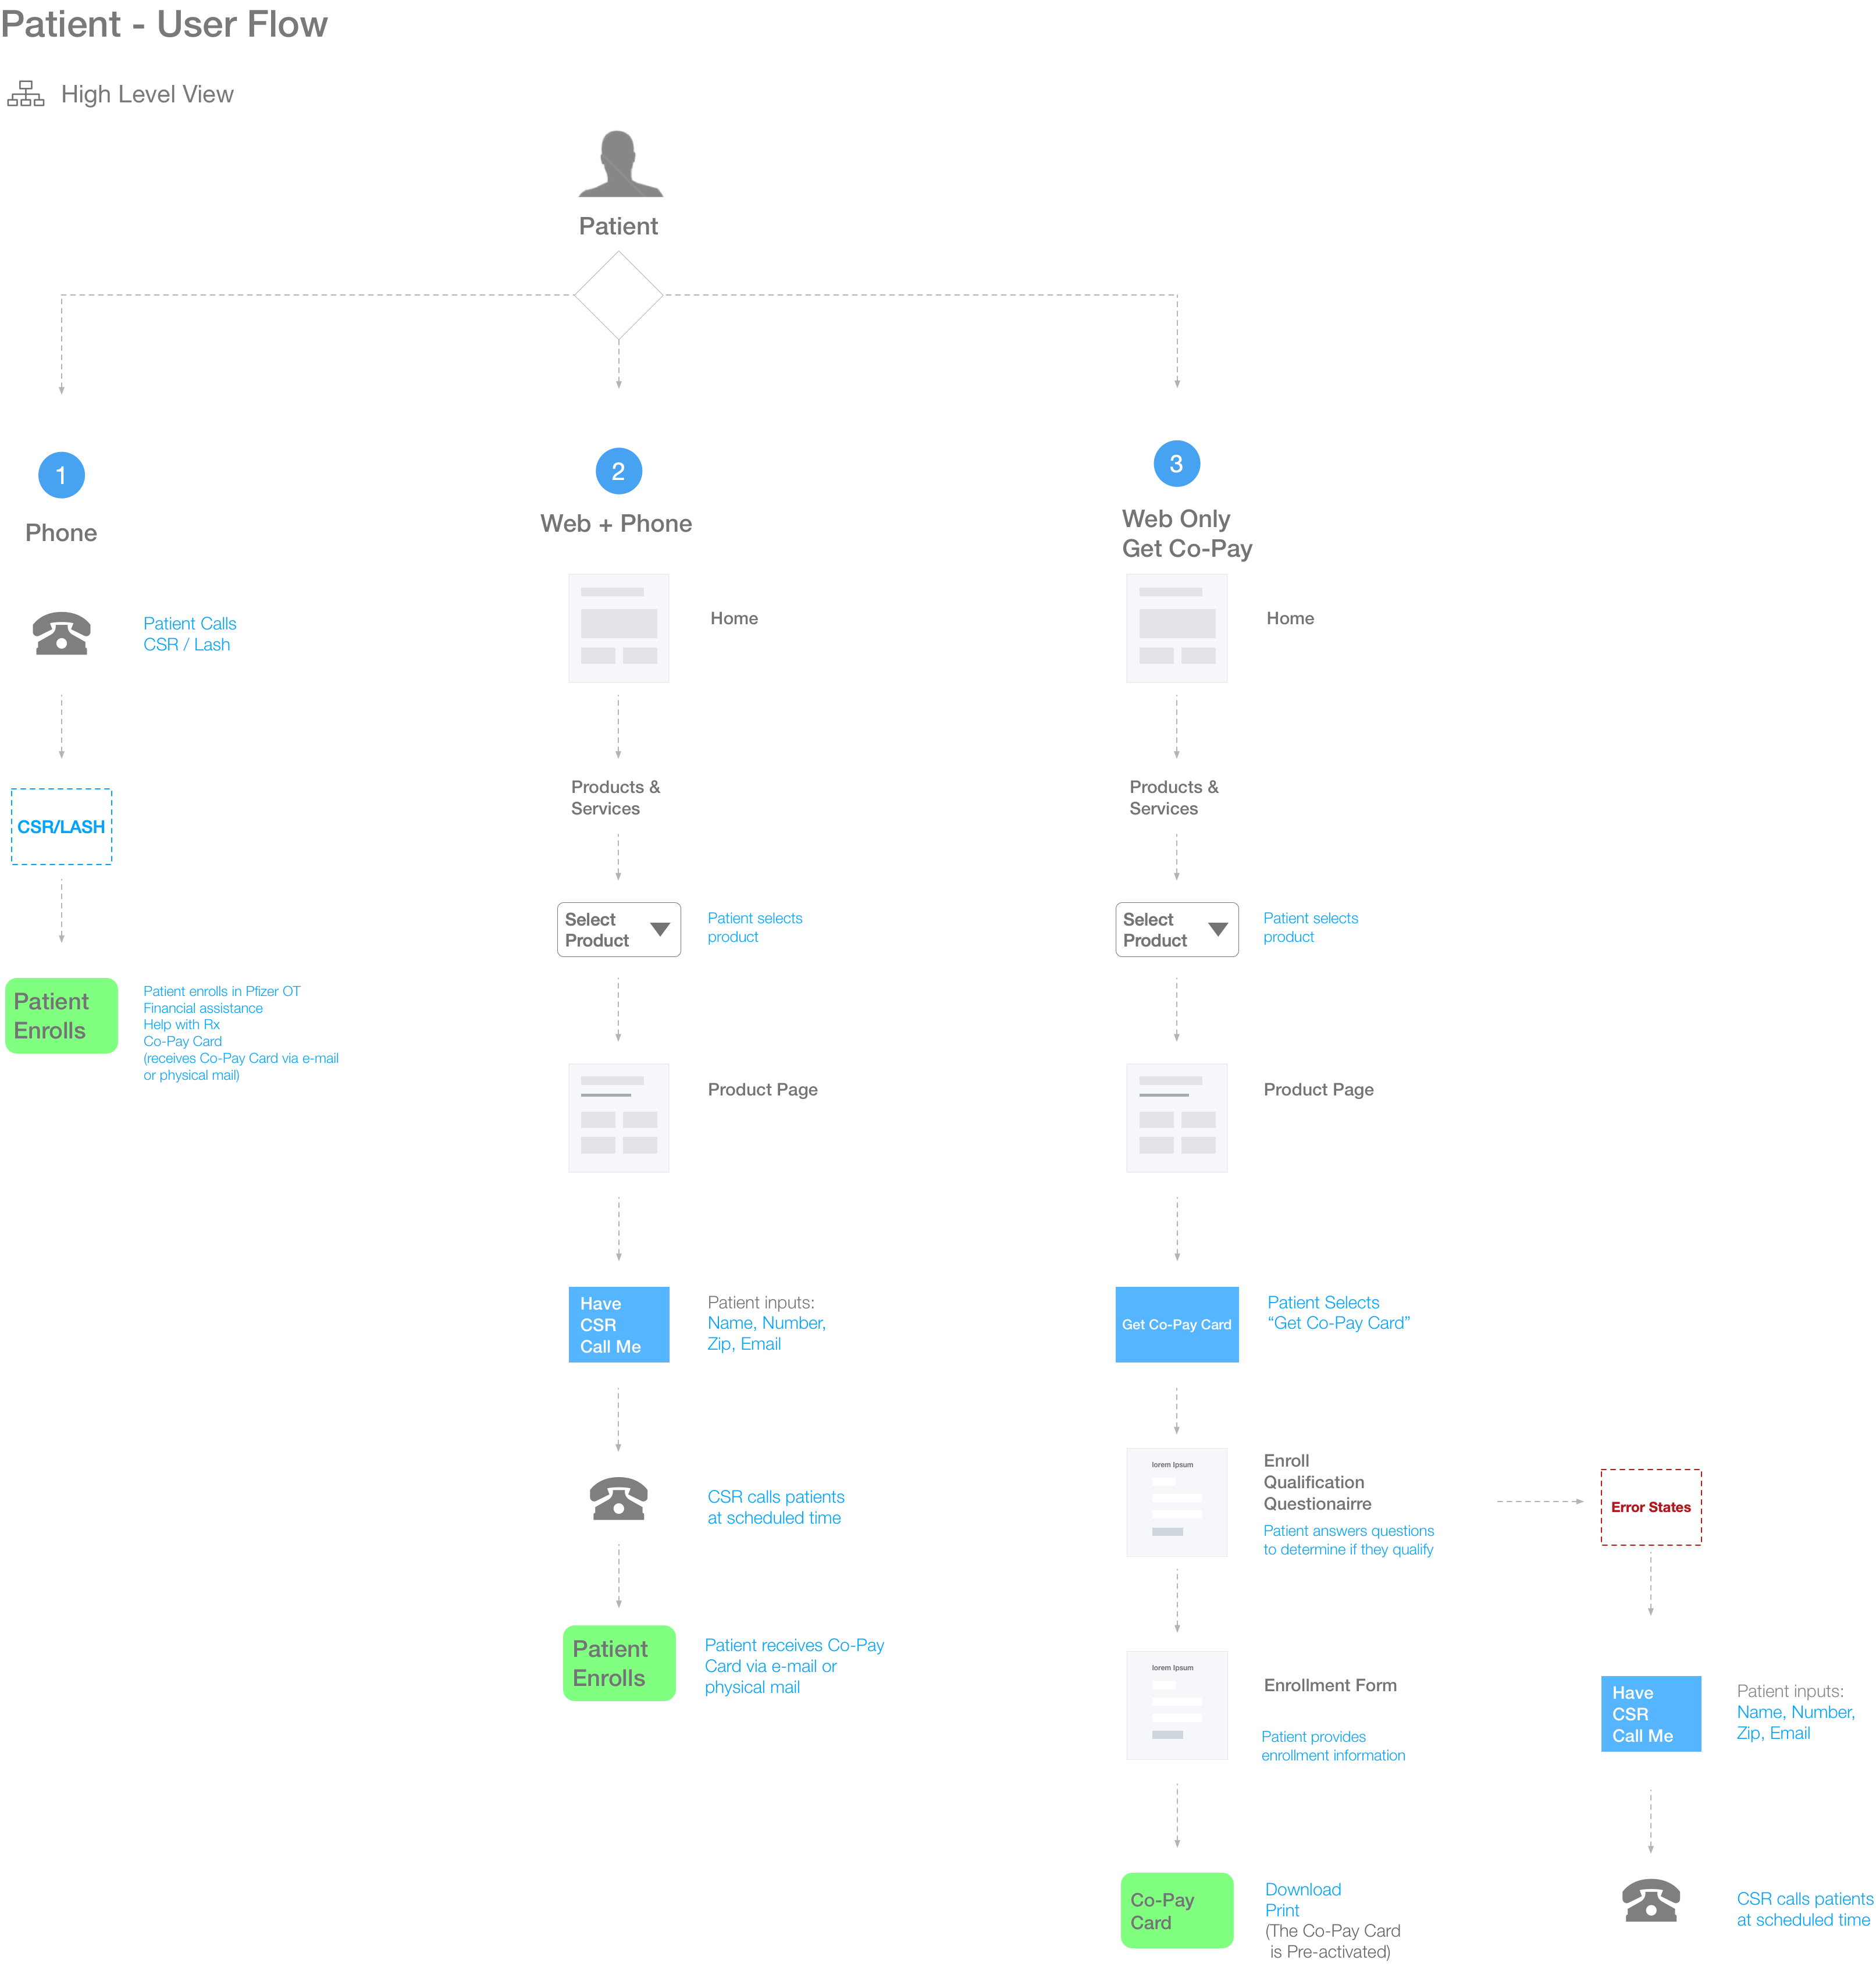 Patient - User Flow
High Level View
Patient
1
Phone
Patient Calls
CSR / Lash
CSR/LASH
Patient
Enrolls
Patient enrolls in Pfizer OT
Financial assistance
Help with Rx
Co-Pay Card
(receives Co-Pay Card via e-mail
or physical mail)
2
Web + Phone
Home
Products &
Services
Select
Product
Patient selects
product
Product Page
Have
CSR
Call Me
Patient inputs:
Name, Number,
Zip, Email
CSR calls patients
at scheduled time
Patient
Enrolls
Patient receives Co-Pay
Card via e-mail or
physical mail
3
Web Only
Get Co-Pay
Home
Products &
Services
Select
Product
Patient selects
product
Product Page
Get Co-Pay Card
Patient Selects
“Get Co-Pay Card”
lorem Ipsum
Enroll
Qualification
Questionairre
Patient answers questions
to determine if they qualify
lorem Ipsum
Enrollment Form
Patient provides
enrollment information
Co-Pay
Card
Download
Print
(The Co-Pay Card
is Pre-activated)
Error States
Have
CSR
Call Me
Patient inputs:
Name, Number,
Zip, Email
CSR calls patients
at scheduled time